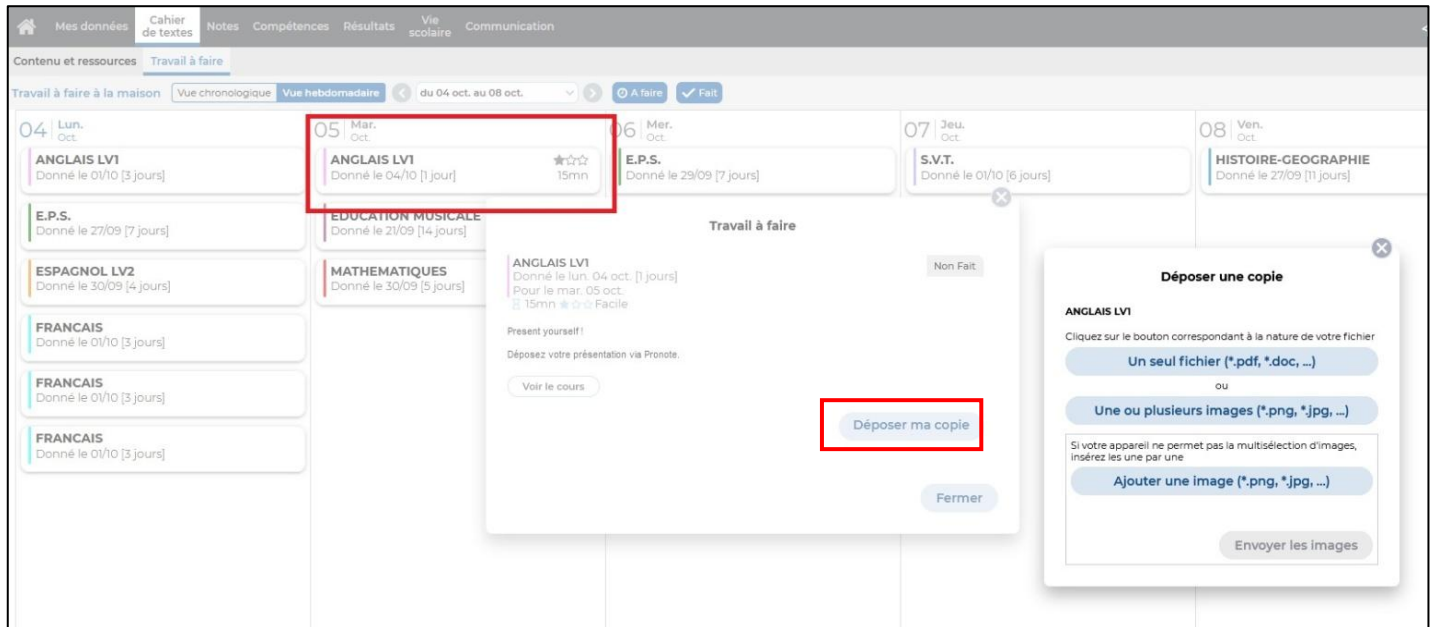 Mes données
Cahier de textes
Notes
Compétences
Résultats
Vie scolaire
Communication
Contenu et ressources
Travail à faire
Travail à faire à la maison
Vue chronologique
Vue hebdomadaire
du 04 oct. au 08 oct.
A faire
Fait
04 Lun. Oct.
ANGLAIS LV1
Donné le 01/10 [3 jours]
E.P.S.
Donné le 27/09 [7 jours]
ESPAGNOL LV2
Donné le 30/09 [4 jours]
FRANCAIS
Donné le 01/10 [3 jours]
FRANCAIS
Donné le 01/10 [3 jours]
FRANCAIS
Donné le 01/10 [3 jours]
05 Mar. Oct.
ANGLAIS LV1
Donné le 04/10 [1 jour]
15mn
EDUCATION MUSICALE
Donné le 21/09 [14 jours]
MATHEMATIQUES
Donné le 30/09 [5 jours]
06 Mer. Oct.
E.P.S.
Donné le 29/09 [7 jours]
07 Jeu. Oct.
S.V.T.
Donné le 01/10 [6 jours]
08 Ven. Oct.
HISTOIRE-GEOGRAPHIE
Donné le 27/09 [11 jours]
Travail à faire
ANGLAIS LV1
Non Fait
Donné le lun. 04 oct. [1 jours]
Pour le mar. 05 oct.
15mn Facile
Present yourself !
Déposez votre présentation via Pronote.
Voir le cours
Déposer ma copie
Fermer
Déposer une copie
ANGLAIS LV1
Cliquez sur le bouton correspondant à la nature de votre fichier
Un seul fichier (*.pdf, *.doc, ...)
ou
Une ou plusieurs images (*.png, *.jpg, ...)
Si votre appareil ne permet pas la multisélection d'images,
insérez les une par une
Ajouter une image (*.png, *.jpg, ...)
Envoyer les images